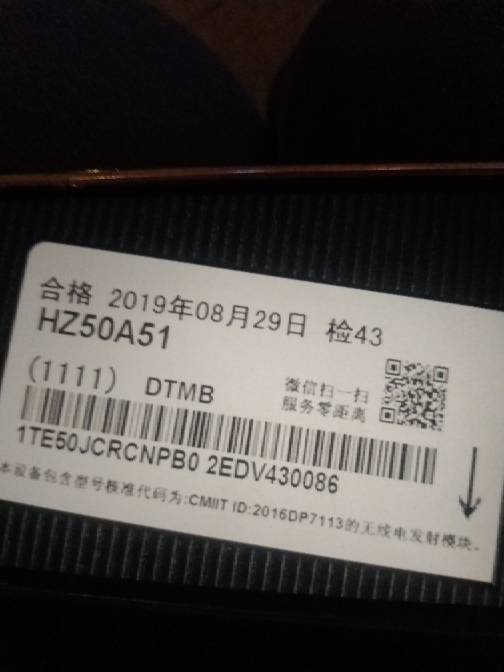 合格 2019年08月29日 检43
HZ50A51
(1111) DTMB
微信扫一扫
服务零距离
1TE50JCRCNPB0 2EDV430086
本设备包含型号核准代码为:CMIIT ID:2016DP7113的无线电发射模块。